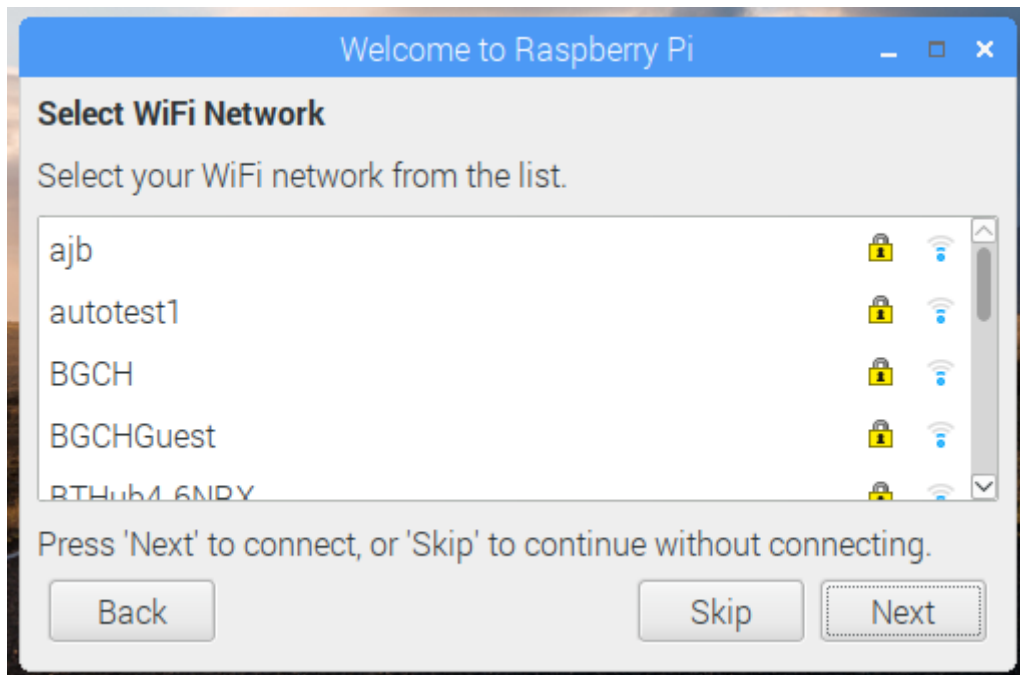 Welcome to Raspberry Pi
Select WiFi Network
Select your WiFi network from the list.
ajb
autotest1
BGCH
BGCHGuest
Press 'Next' to connect, or 'Skip' to continue without connecting.
Back Skip Next